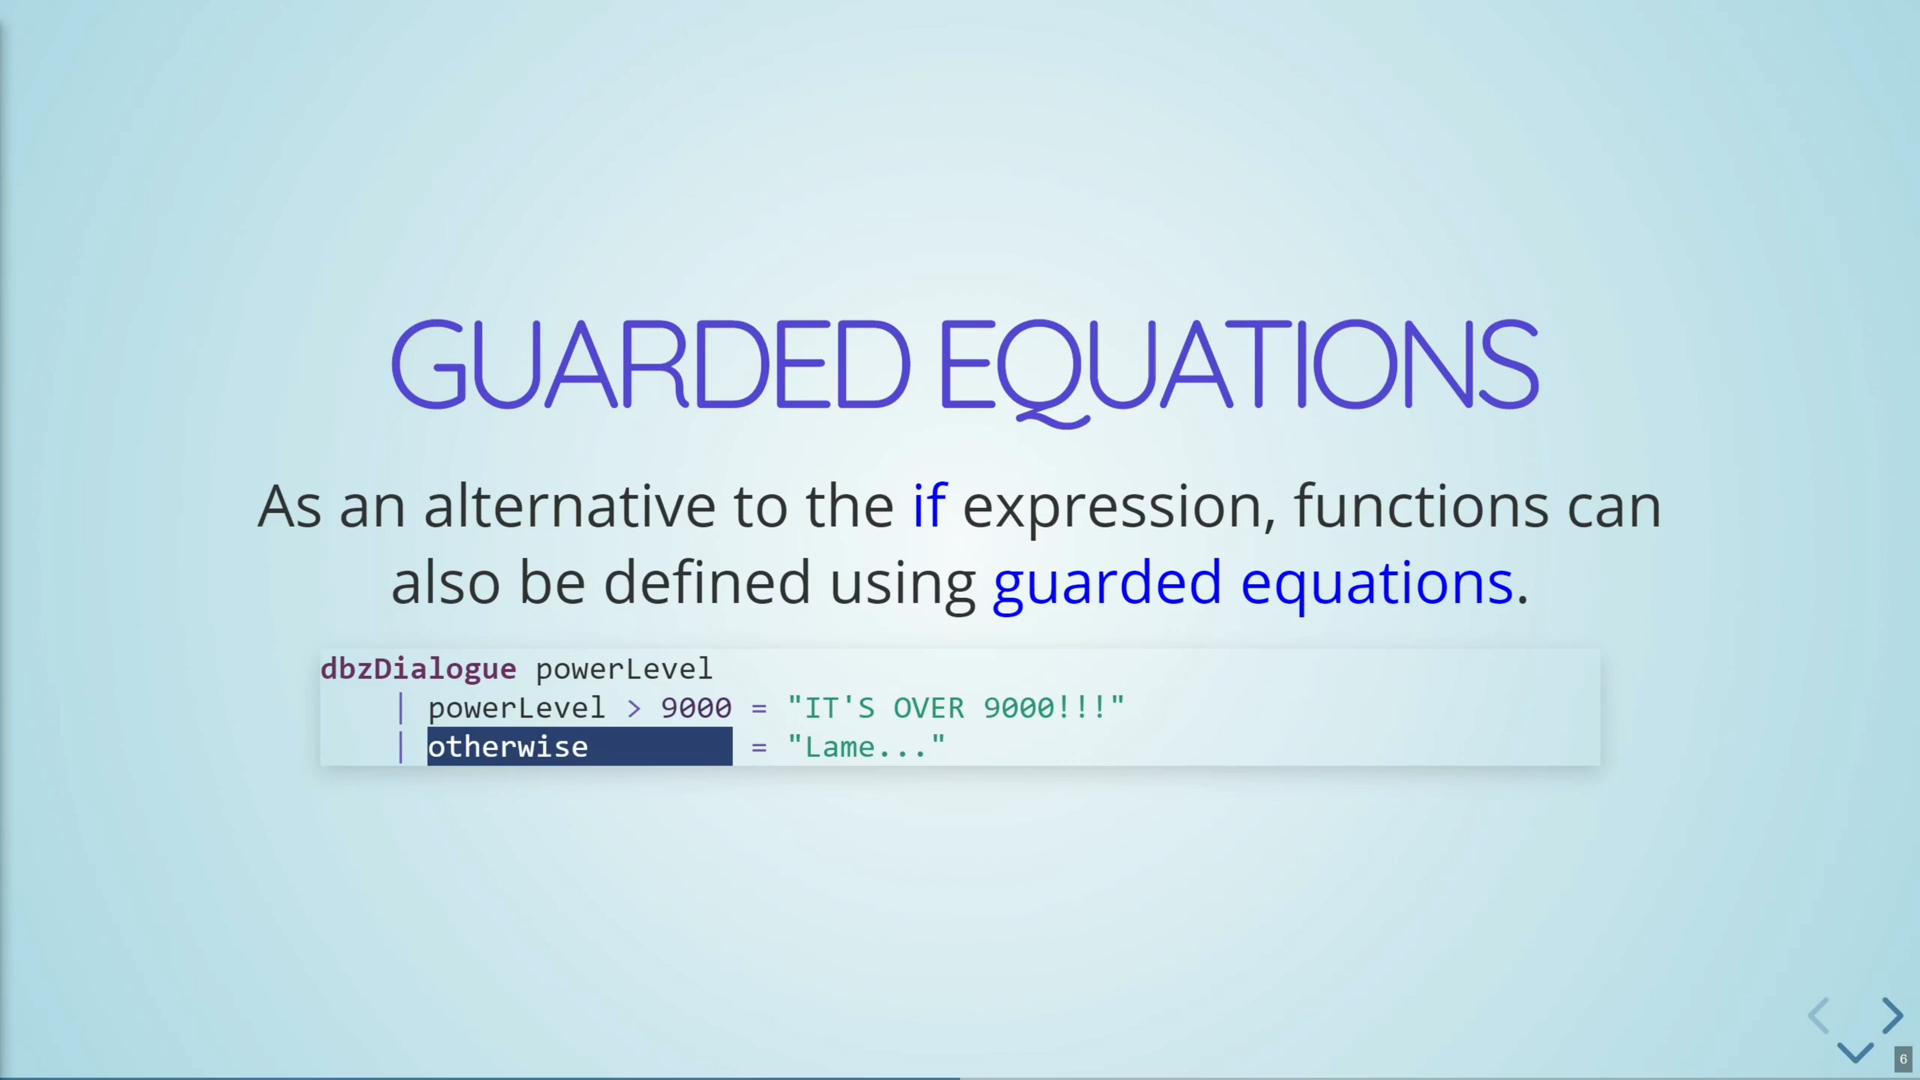 GUARDED EQUATIONS
As an alternative to the if expression, functions can
also be defined using guarded equations.
dbzDialogue powerLevel
    | powerLevel > 9000 = "IT'S OVER 9000!!!"
    | otherwise         = "Lame..."
6